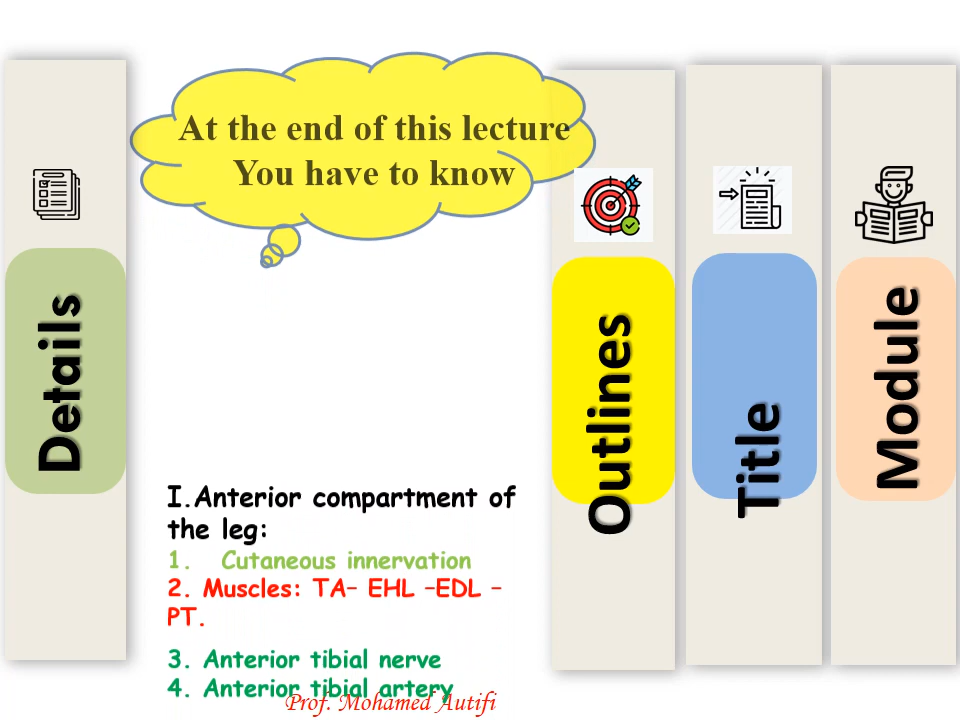 At the end of this lecture
You have to know
Details
Outlines
Title
Module
I.Anterior compartment of
the leg:
1. Cutaneous innervation
2. Muscles: TA– EHL –EDL –
PT.
3. Anterior tibial nerve
4. Anterior tibial artery
Prof. Mohamed Autifi